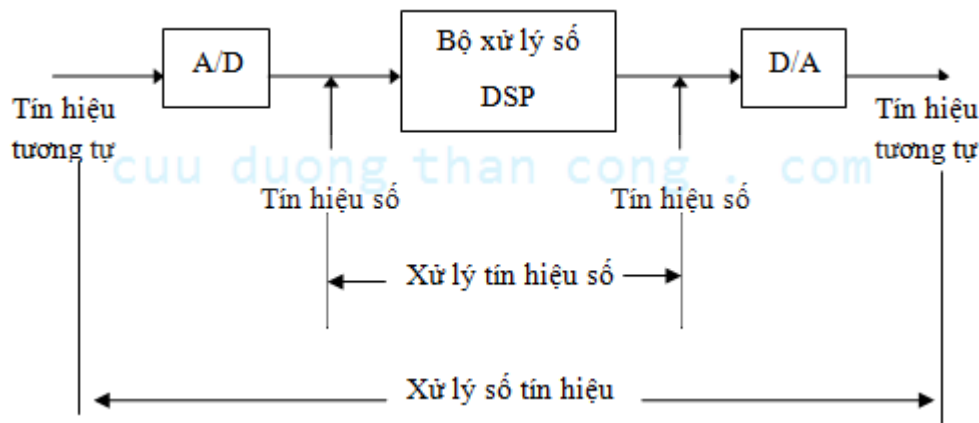 A/D
Bộ xử lý số
DSP
D/A
Tín hiệu
tương tự
Tín hiệu
tương tự
cuu duong than cong . com
Tín hiệu số
Tín hiệu số
Xử lý tín hiệu số
Xử lý số tín hiệu